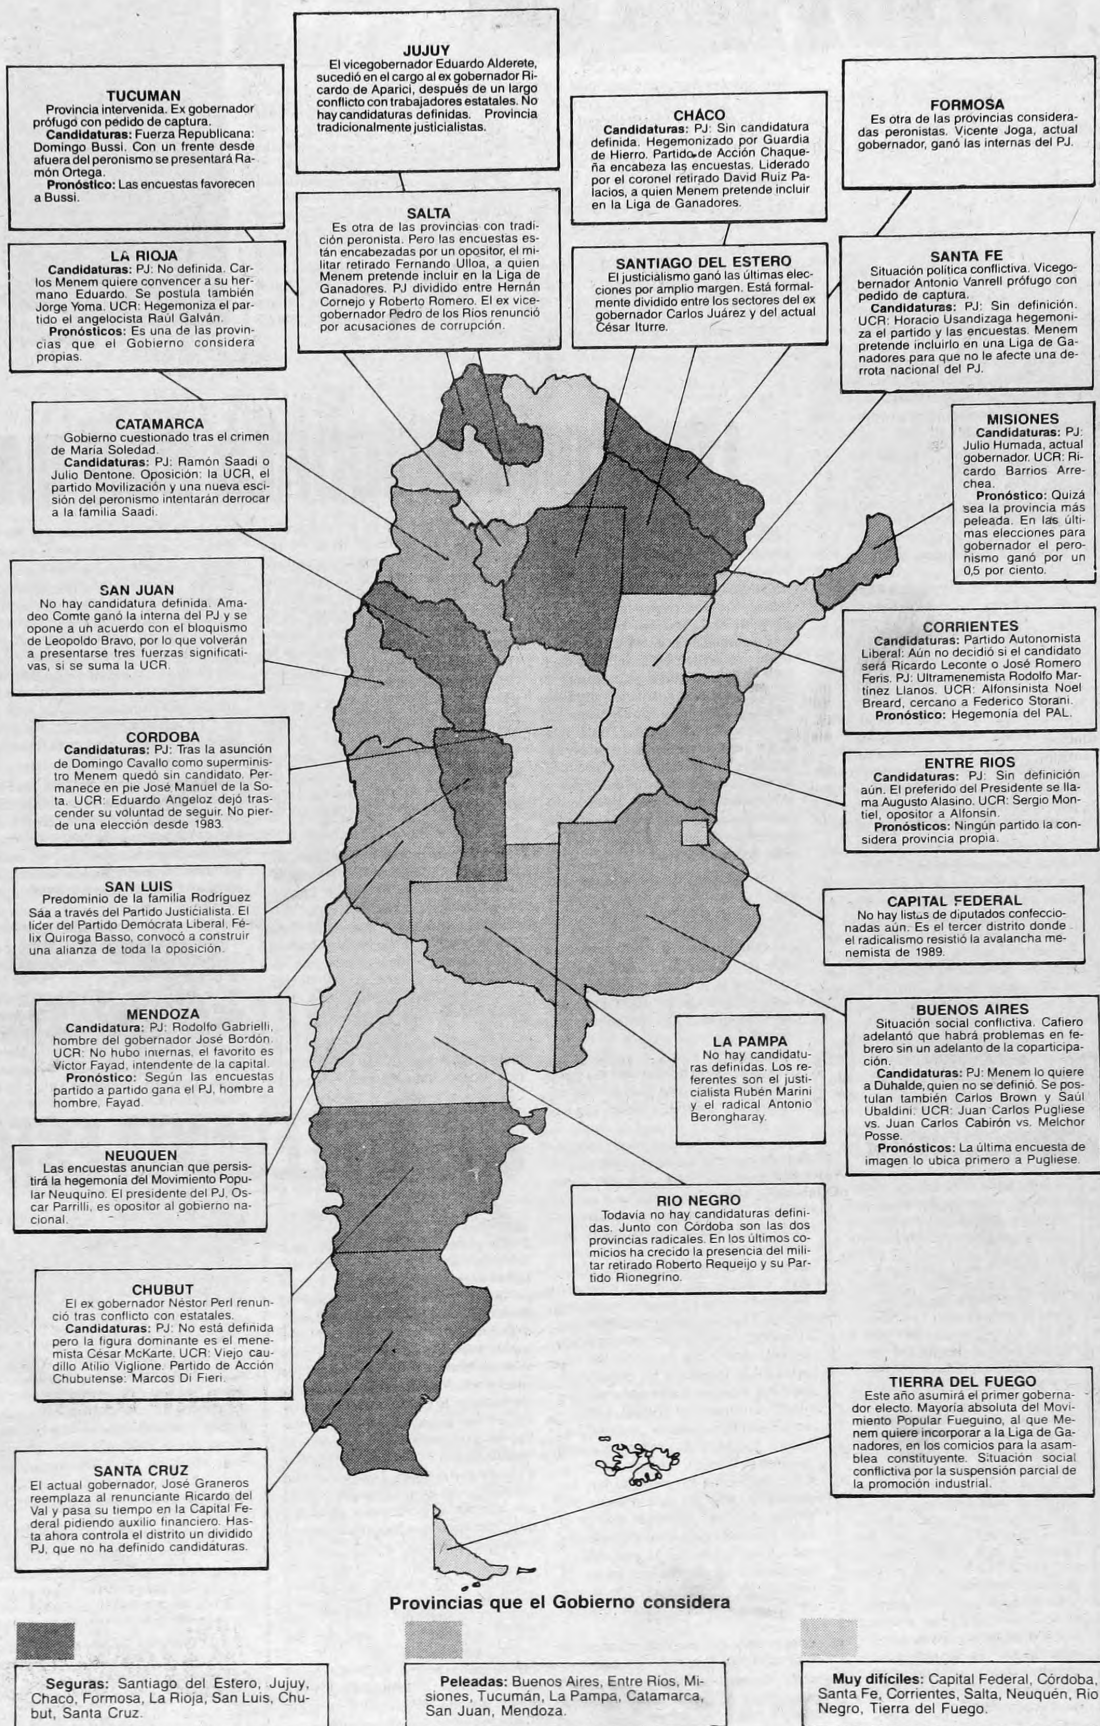 JUJUY
El vicegobernador Eduardo Alderete,
sucedió en el cargo al ex gobernador Ri-
cardo de Aparici, después de un largo
conflicto con trabajadores estatales. No
hay candidaturas definidas. Provincia
tradicionalmente justicialistas.
TUCUMAN
Provincia intervenida. Ex gobernador
prófugo con pedido de captura.
Candidaturas: Fuerza Republicana:
Domingo Bussi. Con un frente desde
afuera del peronismo se presentará Ra-
món Ortega.
Pronóstico: Las encuestas favorecen
a Bussi.
CHACO
Candidaturas: PJ: Sin candidatura
definida. Hegemonizado por Guardia
de Hierro. Partido de Acción Chaque-
ña encabeza las encuestas. Liderado
por el coronel retirado David Ruiz Pa-
lacios, a quien Menem pretende incluir
en la Liga de Ganadores.
FORMOSA
Es otra de las provincias considera-
das peronistas. Vicente Joga, actual
gobernador, ganó las internas del PJ.
SALTA
Es otra de las provincias con tradi-
ción peronista. Pero las encuestas es-
tán encabezadas por un opositor, el mi-
litar retirado Fernando Ulloa, a quien
Menem pretende incluir en la Liga de
Ganadores. PJ dividido entre Hernán
Cornejo y Roberto Romero. El ex vice-
gobernador Pedro de los Ríos renunció
por acusaciones de corrupción.
LA RIOJA
Candidaturas: PJ: No definida. Car-
los Menem quiere convencer a su her-
mano Eduardo. Se postula también
Jorge Yoma. UCR: Hegemoniza el par-
tido el angelocista Raúl Galván.
Pronósticos: Es una de las provin-
cias que el Gobierno considera
propias.
SANTIAGO DEL ESTERO
El justicialismo ganó las últimas elec-
ciones por amplio margen. Está formal-
mente dividido entre los sectores del ex
gobernador Carlos Juárez y del actual
César Iturre.
SANTA FE
Situación política conflictiva. Vicego-
bernador Antonio Vanrell prófugo con
pedido de captura.
Candidaturas: PJ: Sin definición.
UCR: Horacio Usandizaga hegemoni-
za el partido y las encuestas. Menem
pretende incluirlo en una Liga de Ga-
nadores para que no le afecte una de-
rrota nacional del PJ.
CATAMARCA
Gobierno cuestionado tras el crimen
de María Soledad.
Candidaturas: PJ: Ramón Saadi o
Julio Dentone. Oposición: la UCR, el
partido Movilización y una nueva esci-
sión del peronismo intentarán derrocar
a la familia Saadi.
MISIONES
Candidaturas: PJ:
Julio Humada, actual
gobernador. UCR: Ri-
cardo Barrios Arre-
chea.
Pronóstico: Quizá
sea la provincia más
peleada. En las últi-
mas elecciones para
gobernador el pero-
nismo ganó por un
0,5 por ciento.
SAN JUAN
No hay candidatura definida. Ama-
deo Comte ganó la interna del PJ y se
opone a un acuerdo con el bloquismo
de Leopoldo Bravo, por lo que volverán
a presentarse tres fuerzas significati-
vas, si se suma la UCR.
CORRIENTES
Candidaturas: Partido Autonomista
Liberal: Aún no decidió si el candidato
será Ricardo Leconte o José Romero
Feris. PJ: Ultramenemista Rodolfo Mar-
tínez Llanos. UCR: Alfonsinista Noel
Breard, cercano a Federico Storani.
Pronóstico: Hegemonía del PAL.
CORDOBA
Candidaturas: PJ: Tras la asunción
de Domingo Cavallo como superminis-
tro Menem quedó sin candidato. Per-
manece en pie José Manuel de la So-
ta. UCR: Eduardo Angeloz dejó tras-
cender su voluntad de seguir. No pier-
de una elección desde 1983.
ENTRE RIOS
Candidaturas: PJ: Sin definición
aún. El preferido del Presidente se lla-
ma Augusto Alasino. UCR: Sergio Mon-
tiel, opositor a Alfonsín.
Pronósticos: Ningún partido la con-
sidera provincia propia.
SAN LUIS
Predominio de la familia Rodríguez
Sáa a través del Partido Justicialista. El
líder del Partido Demócrata Liberal, Fé-
lix Quiroga Basso, convocó a construir
una alianza de toda la oposición.
CAPITAL FEDERAL
No hay listas de diputados confeccio-
nadas aún. Es el tercer distrito donde
el radicalismo resistió la avalancha me-
nemista de 1989.
MENDOZA
Candidatura: PJ: Rodolfo Gabrielli,
hombre del gobernador José Bordón.
UCR: No hubo internas, el favorito es
Víctor Fayad, intendente de la capital.
Pronóstico: Según las encuestas
partido a partido gana el PJ, hombre a
hombre, Fayad.
LA PAMPA
No hay candidatu-
ras definidas. Los re-
ferentes son el justi-
cialista Rubén Marini
y el radical Antonio
Berongharay.
BUENOS AIRES
Situación social conflictiva. Cafiero
adelantó que habrá problemas en fe-
brero sin un adelanto de la coparticipa-
ción.
Candidaturas: PJ: Menem lo quiere
a Duhalde, quien no se definió. Se pos-
tulan también Carlos Brown y Saúl
Ubaldini. UCR: Juan Carlos Pugliese
vs. Juan Carlos Cabirón vs. Melchor
Posse.
Pronósticos: La última encuesta de
imagen lo ubica primero a Pugliese.
NEUQUEN
Las encuestas anuncian que persis-
tirá la hegemonía del Movimiento Popu-
lar Neuquino. El presidente del PJ, Os-
car Parrilli, es opositor al gobierno na-
cional.
RIO NEGRO
Todavía no hay candidaturas defini-
das. Junto con Córdoba son las dos
provincias radicales. En los últimos co-
micios ha crecido la presencia del mili-
tar retirado Roberto Requeijo y su Par-
tido Rionegrino.
CHUBUT
El ex gobernador Néstor Perl renun-
ció tras conflicto con estatales.
Candidaturas: PJ: No está definida
pero la figura dominante es el mene-
mista César McKarte. UCR: Viejo cau-
dillo Atilio Viglione. Partido de Acción
Chubutense: Marcos Di Fieri.
TIERRA DEL FUEGO
Este año asumirá el primer goberna-
dor electo. Mayoría absoluta del Movi-
miento Popular Fueguino, al que Me-
nem quiere incorporar a la Liga de Ga-
nadores, en los comicios para la asam-
blea constituyente. Situación social
conflictiva por la suspensión parcial de
la promoción industrial.
SANTA CRUZ
El actual gobernador, José Graneros
reemplaza al renunciante Ricardo del
Val y pasa su tiempo en la Capital Fe-
deral pidiendo auxilio financiero. Has-
ta ahora controla el distrito un dividido
PJ, que no ha definido candidaturas.
Provincias que el Gobierno considera
Seguras: Santiago del Estero, Jujuy,
Chaco, Formosa, La Rioja, San Luis, Chu-
but, Santa Cruz.
Peleadas: Buenos Aires, Entre Ríos, Mi-
siones, Tucumán, La Pampa, Catamarca,
San Juan, Mendoza.
Muy difíciles: Capital Federal, Córdoba,
Santa Fe, Corrientes, Salta, Neuquén, Río
Negro, Tierra del Fuego.